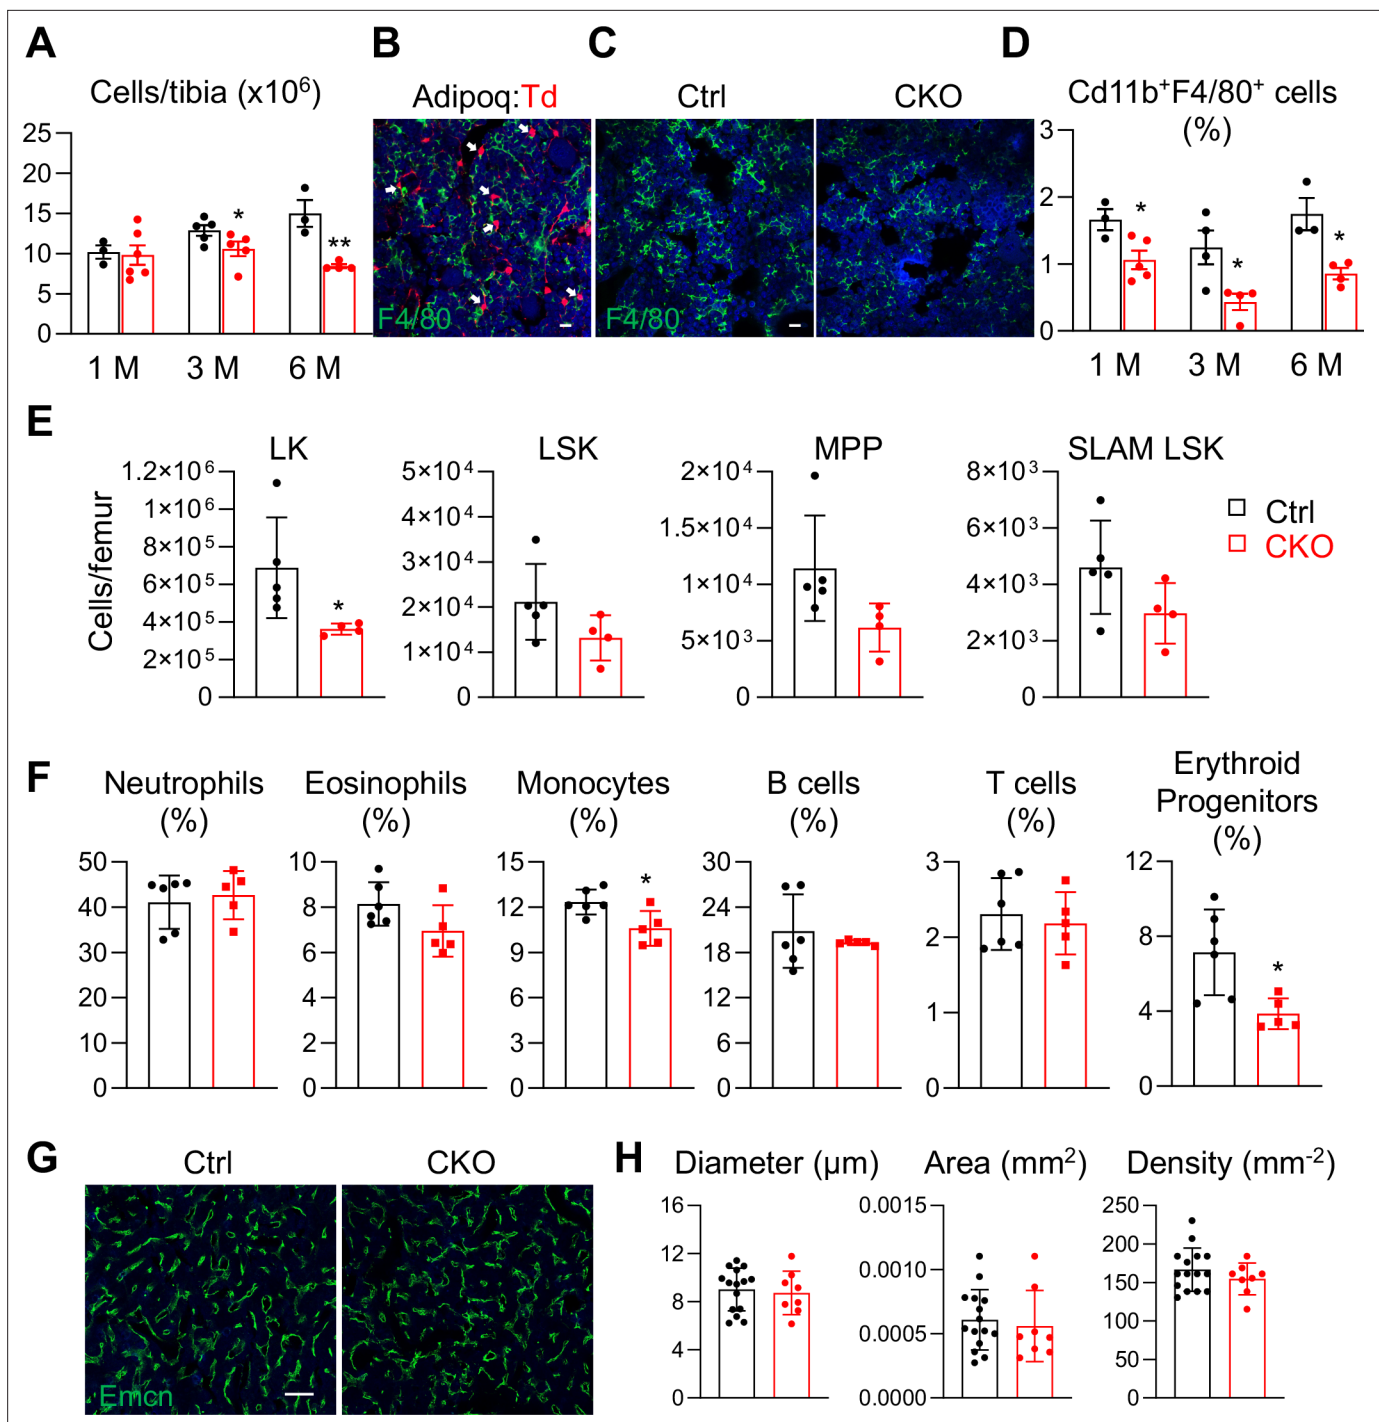 A
Cells/tibia (x10⁶)
25
20
15
10
5
0
*
**
1 M
3 M
6 M
B
Adipoq:Td
F4/80
C
Ctrl
CKO
F4/80
D
Cd11b⁺F4/80⁺ cells
(%)
3
2
1
0
*
*
*
1 M
3 M
6 M
E
Cells/femur
LK
1.2×10⁶
1×10⁶
8×10⁵
6×10⁵
4×10⁵
2×10⁵
0
*
LSK
5×10⁴
4×10⁴
3×10⁴
2×10⁴
1×10⁴
0
MPP
2×10⁴
1.5×10⁴
1×10⁴
5×10³
0
SLAM LSK
8×10³
6×10³
4×10³
2×10³
0
Ctrl
CKO
F
Neutrophils
(%)
50
40
30
20
10
0
Eosinophils
(%)
10
8
6
4
2
0
Monocytes
(%)
15
12
9
6
3
0
*
B cells
(%)
30
24
18
12
6
0
T cells
(%)
3
2
1
0
Erythroid
Progenitors
(%)
12
8
4
0
*
G
Ctrl
CKO
Emcn
H
Diameter (µm)
16
12
8
4
0
Area (mm²)
0.0015
0.0010
0.0005
0.0000
Density (mm⁻²)
250
200
150
100
50
0